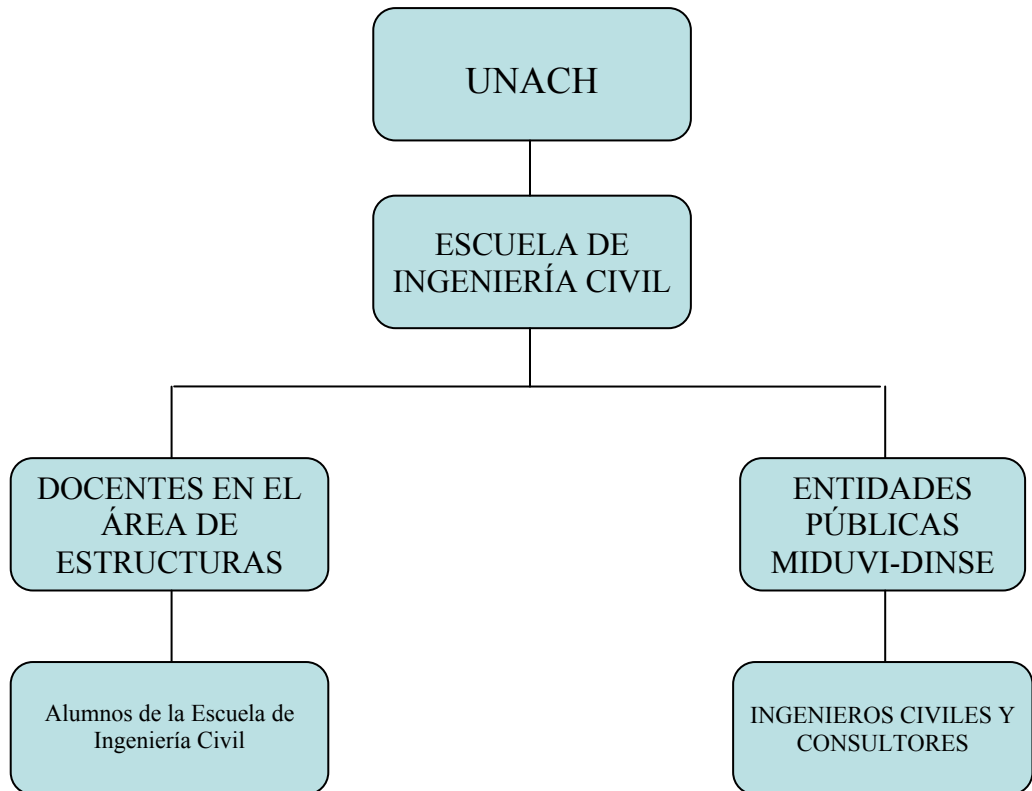 UNACH
ESCUELA DE
INGENIERÍA CIVIL
DOCENTES EN EL
ÁREA DE
ESTRUCTURAS
ENTIDADES
PÚBLICAS
MIDUVI-DINSE
Alumnos de la Escuela de
Ingeniería Civil
INGENIEROS CIVILES Y
CONSULTORES